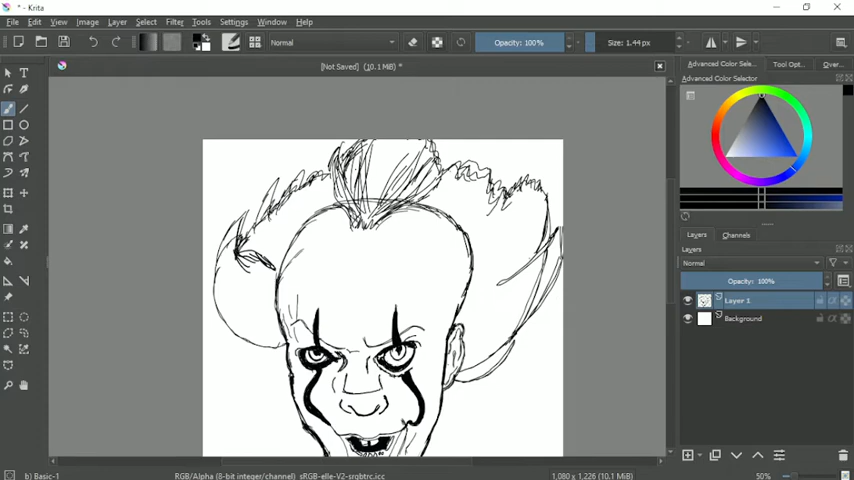 * - Krita
File Edit View Image Layer Select Filter Tools Settings Window Help
Normal Opacity: 100% Size: 1.44 px
[Not Saved] (10.1 MiB) *
Advanced Color Selec... Tool Opt... Over...
Advanced Color Selector
Layers Channels
Layers
Normal
Opacity: 100%
Layer 1
Background
b) Basic-1 RGB/Alpha (8-bit integer/channel) sRGB-elle-V2-srgbtrc.icc 1,080 x 1,226 (10.1 MiB) 50%